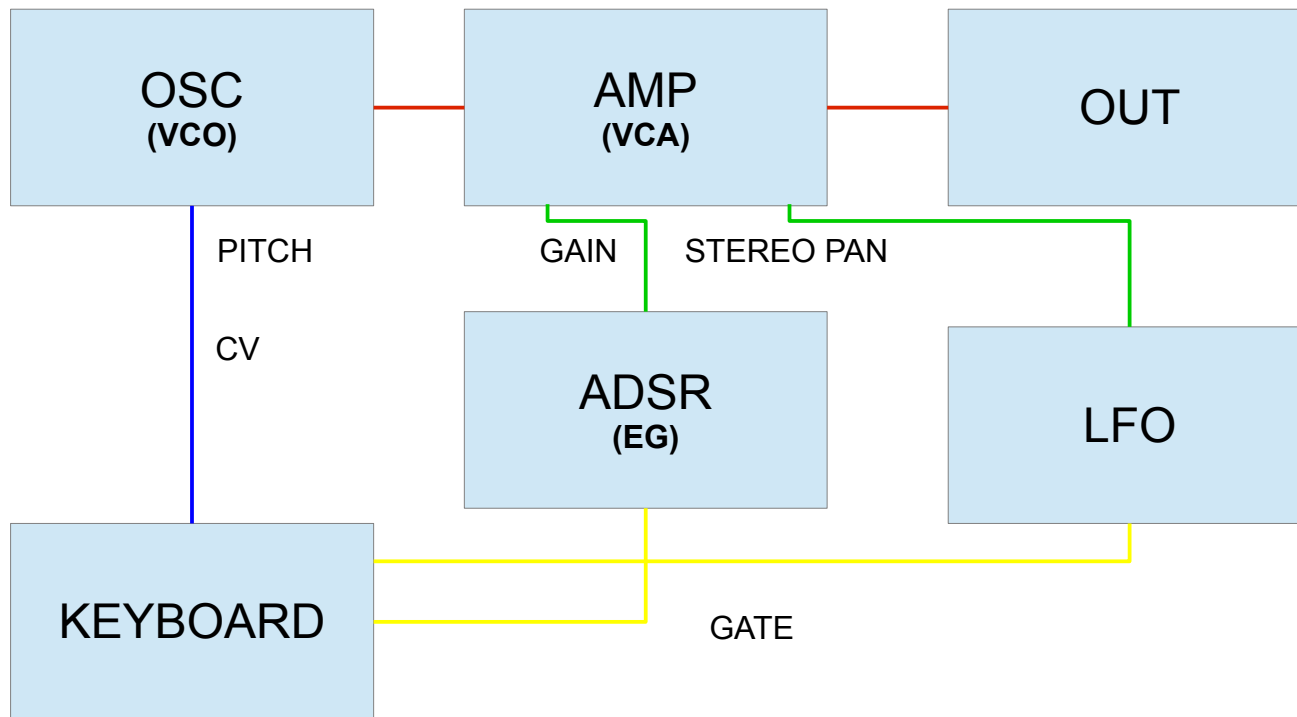 OSC
(VCO)
AMP
(VCA)
OUT
PITCH
GAIN
STEREO PAN
CV
ADSR
(EG)
LFO
KEYBOARD
GATE